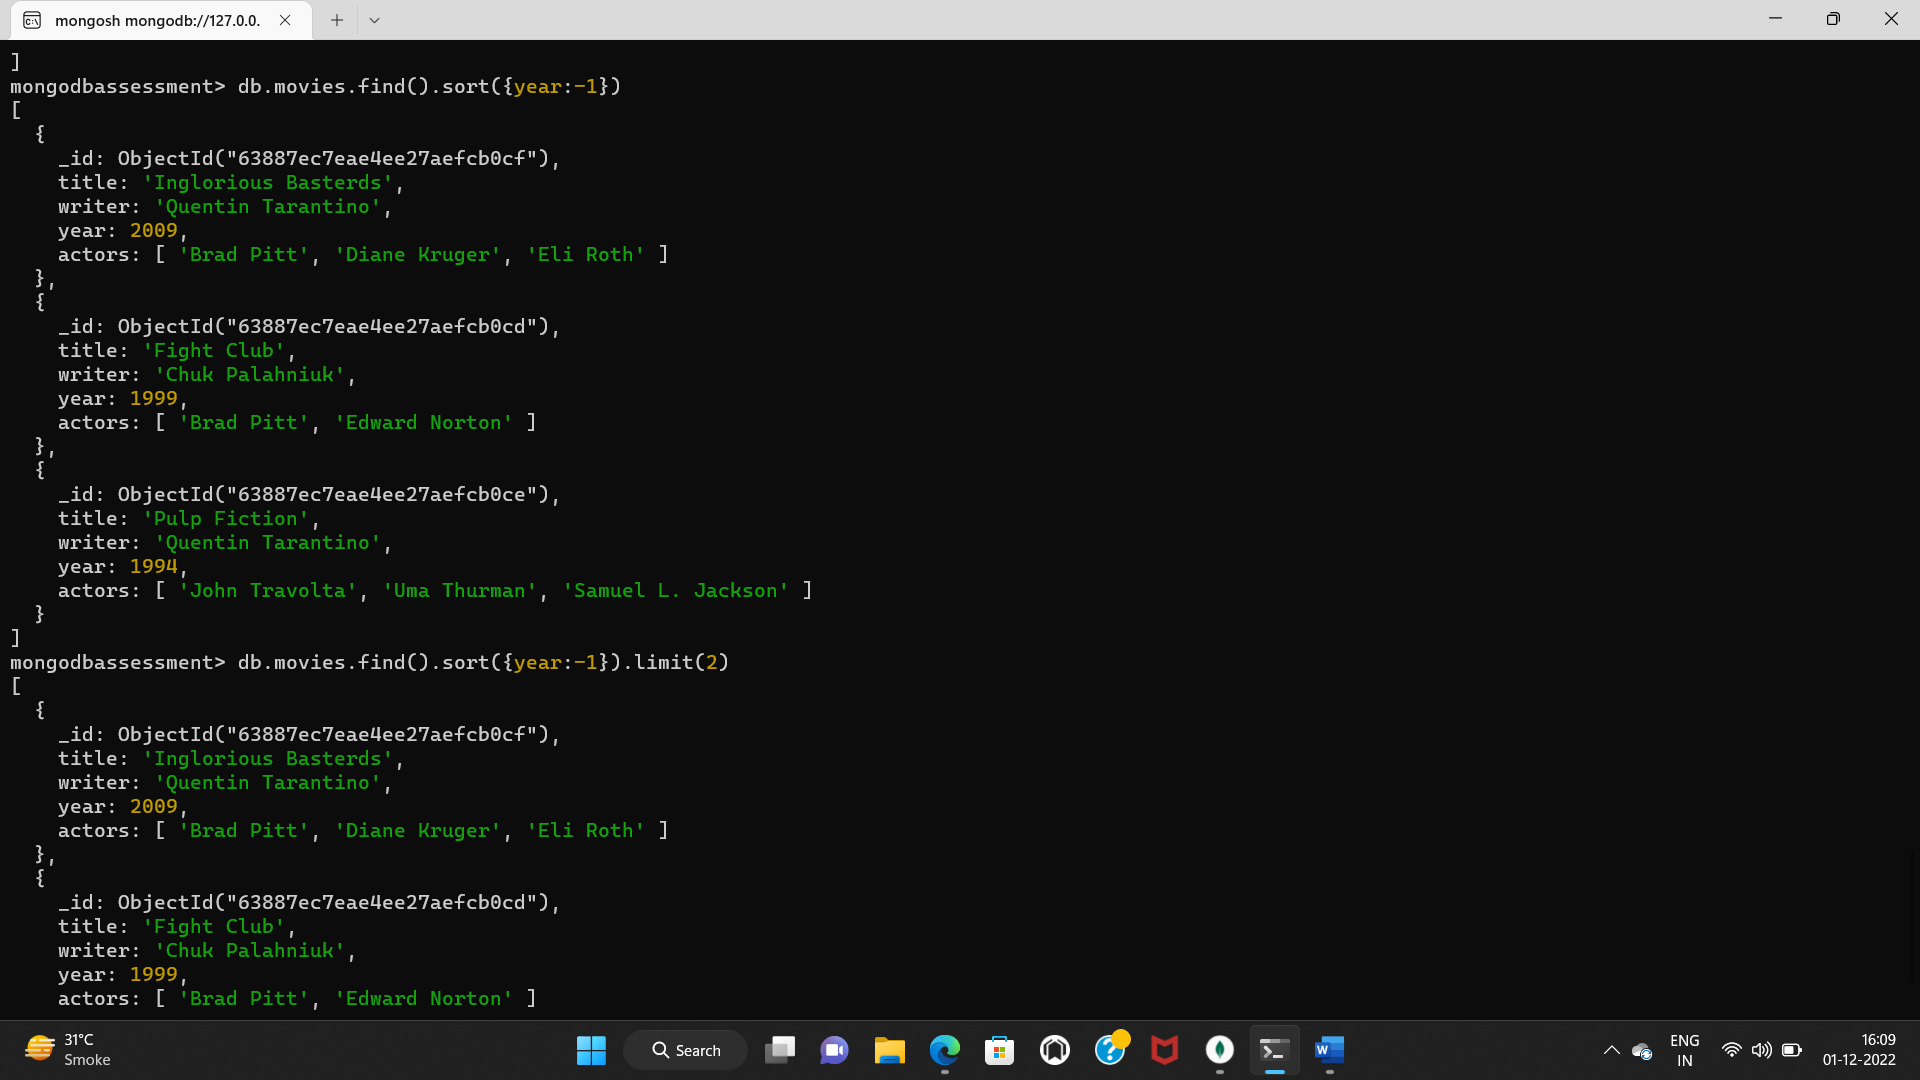 mongosh mongodb://127.0.0.
]
mongodbassessment> db.movies.find().sort({year:-1})
[
  {
    _id: ObjectId("63887ec7eae4ee27aefcb0cf"),
    title: 'Inglorious Basterds',
    writer: 'Quentin Tarantino',
    year: 2009,
    actors: [ 'Brad Pitt', 'Diane Kruger', 'Eli Roth' ]
  },
  {
    _id: ObjectId("63887ec7eae4ee27aefcb0cd"),
    title: 'Fight Club',
    writer: 'Chuk Palahniuk',
    year: 1999,
    actors: [ 'Brad Pitt', 'Edward Norton' ]
  },
  {
    _id: ObjectId("63887ec7eae4ee27aefcb0ce"),
    title: 'Pulp Fiction',
    writer: 'Quentin Tarantino',
    year: 1994,
    actors: [ 'John Travolta', 'Uma Thurman', 'Samuel L. Jackson' ]
  }
]
mongodbassessment> db.movies.find().sort({year:-1}).limit(2)
[
  {
    _id: ObjectId("63887ec7eae4ee27aefcb0cf"),
    title: 'Inglorious Basterds',
    writer: 'Quentin Tarantino',
    year: 2009,
    actors: [ 'Brad Pitt', 'Diane Kruger', 'Eli Roth' ]
  },
  {
    _id: ObjectId("63887ec7eae4ee27aefcb0cd"),
    title: 'Fight Club',
    writer: 'Chuk Palahniuk',
    year: 1999,
    actors: [ 'Brad Pitt', 'Edward Norton' ]
31°C
Smoke
Search
ENG
IN
16:09
01-12-2022